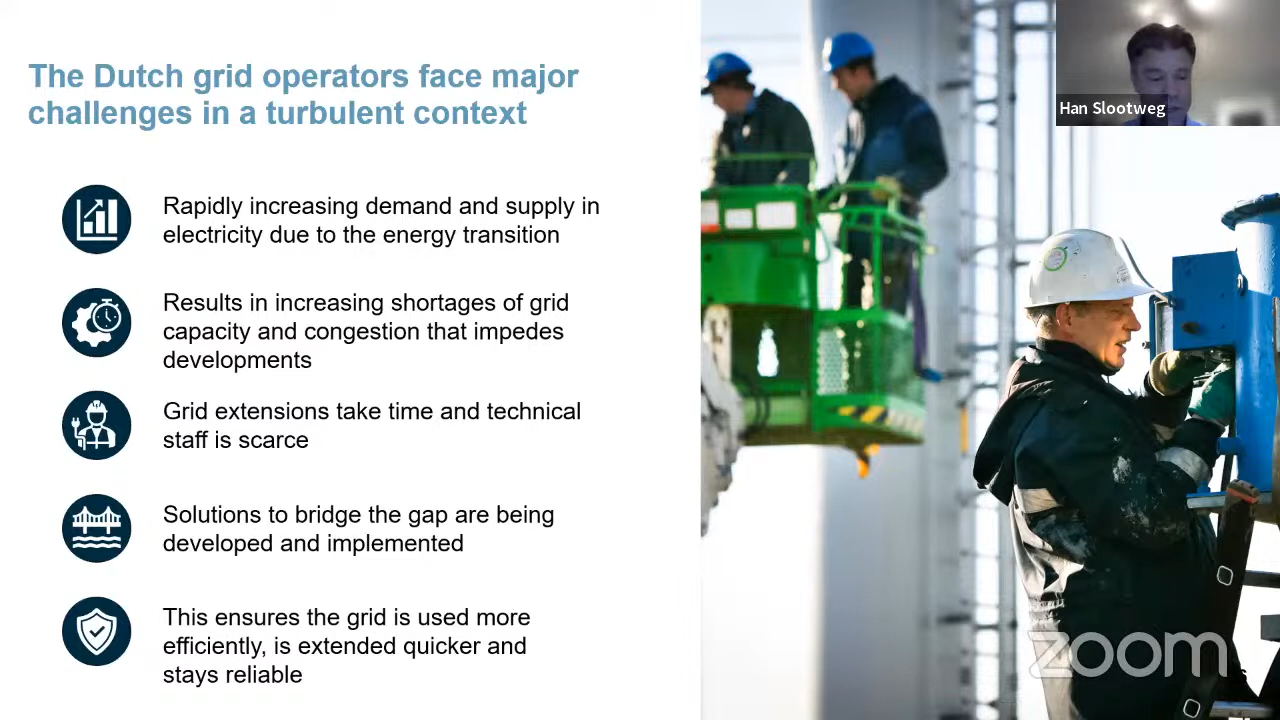 The Dutch grid operators face major
challenges in a turbulent context
Rapidly increasing demand and supply in
electricity due to the energy transition
Results in increasing shortages of grid
capacity and congestion that impedes
developments
Grid extensions take time and technical
staff is scarce
Solutions to bridge the gap are being
developed and implemented
This ensures the grid is used more
efficiently, is extended quicker and
stays reliable
Han Slootweg
zoom